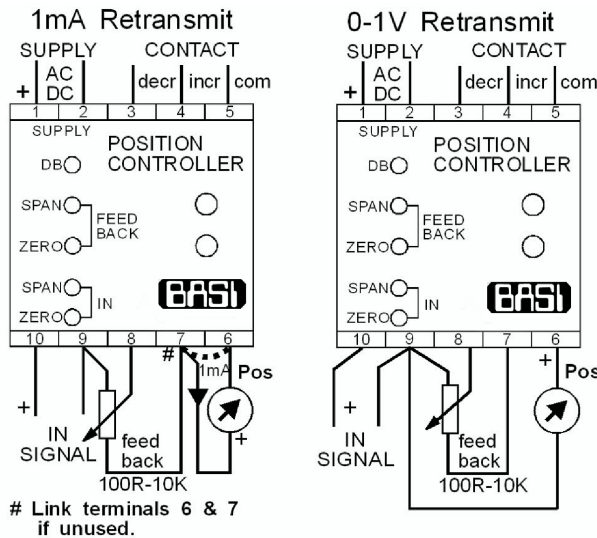 1mA Retransmit
SUPPLY CONTACT
+ AC DC decr incr com
1 2 3 4 5
SUPPLY
POSITION
CONTROLLER
DB
SPAN
FEED
BACK
ZERO
SPAN
IN
ZERO
BASI
10 9 8 7 6
# 1mA Pos
+ +
IN
SIGNAL
feed
back
100R-10K
# Link terminals 6 & 7
if unused.
0-1V Retransmit
SUPPLY CONTACT
+ AC DC decr incr com
1 2 3 4 5
SUPPLY
POSITION
CONTROLLER
DB
SPAN
FEED
BACK
ZERO
SPAN
IN
ZERO
BASI
10 9 8 7 6
+ Pos
+
IN
SIGNAL
feed
back
100R-10K